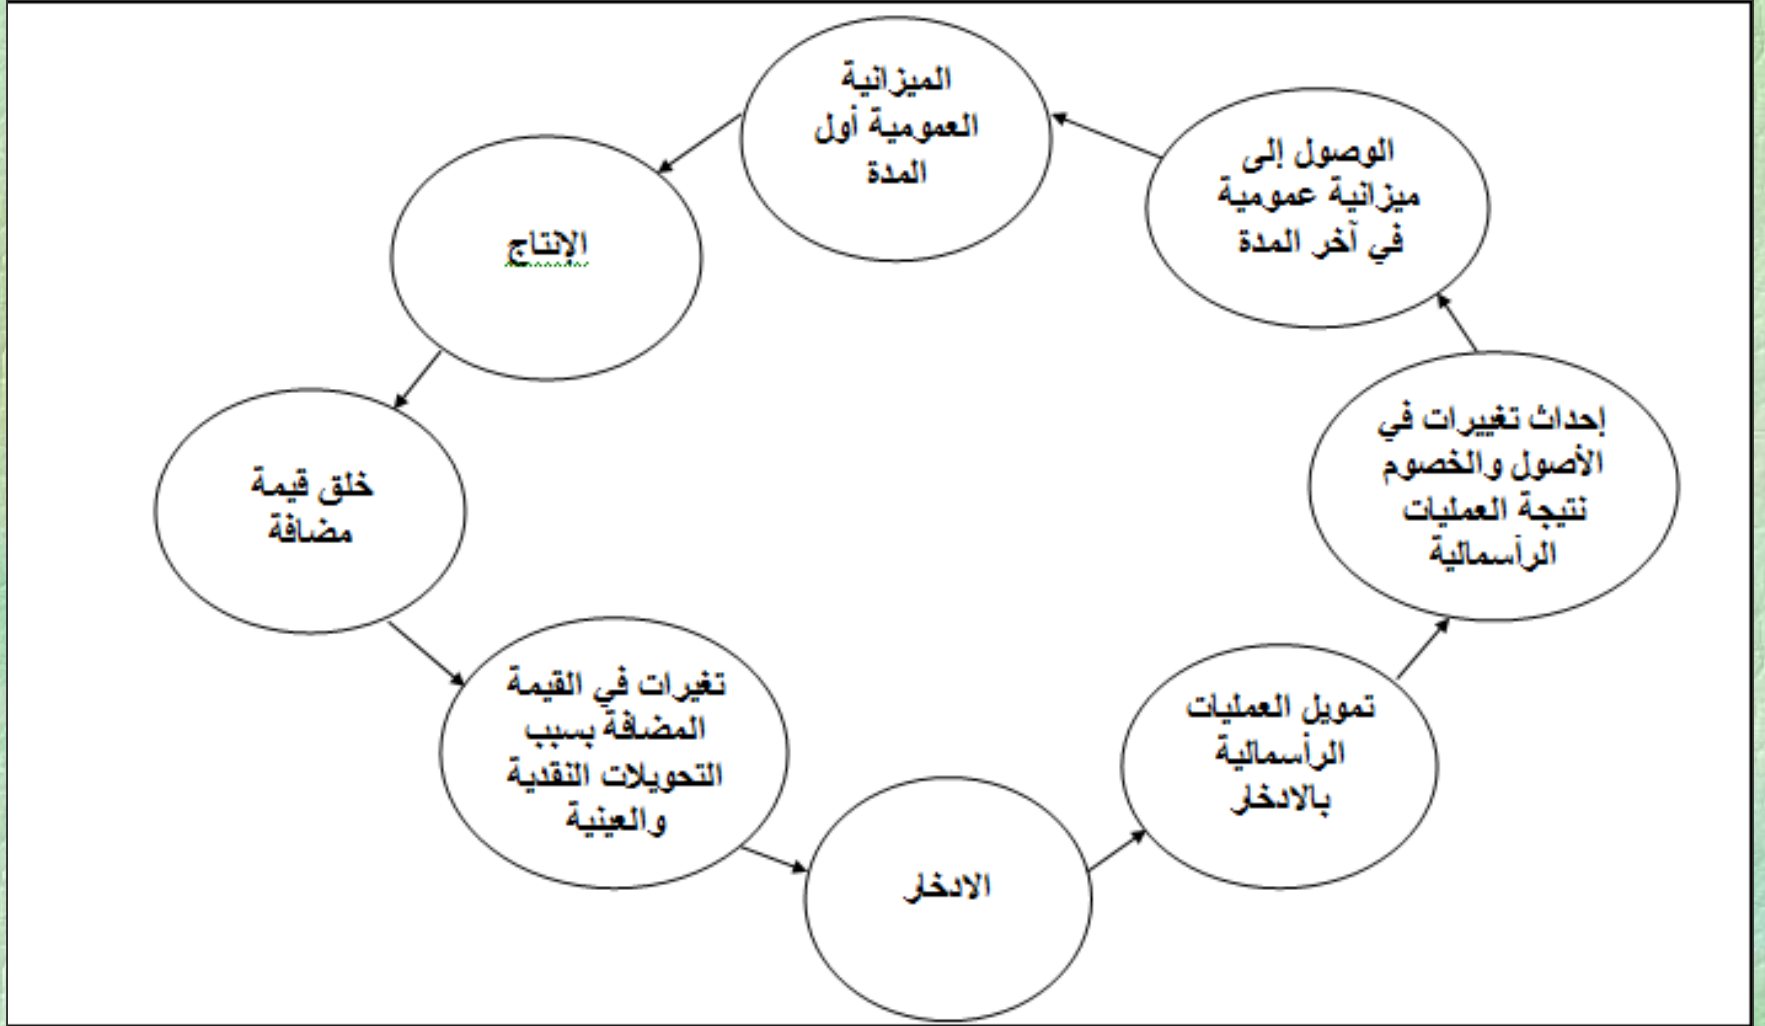 الميزانية
العمومية أول
المدة
الإنتاج
خلق قيمة
مضافة
تغيرات في القيمة
المضافة بسبب
التحويلات النقدية
والعينية
الادخار
تمويل العمليات
الرأسمالية
بالادخار
إحداث تغييرات في
الأصول والخصوم
نتيجة العمليات
الرأسمالية
الوصول إلى
ميزانية عمومية
في آخر المدة